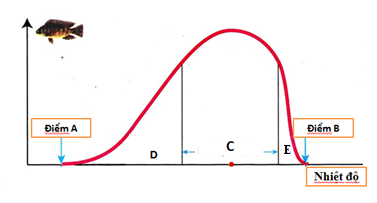 Điểm A
Điểm B
D
C
E
Nhiệt độ